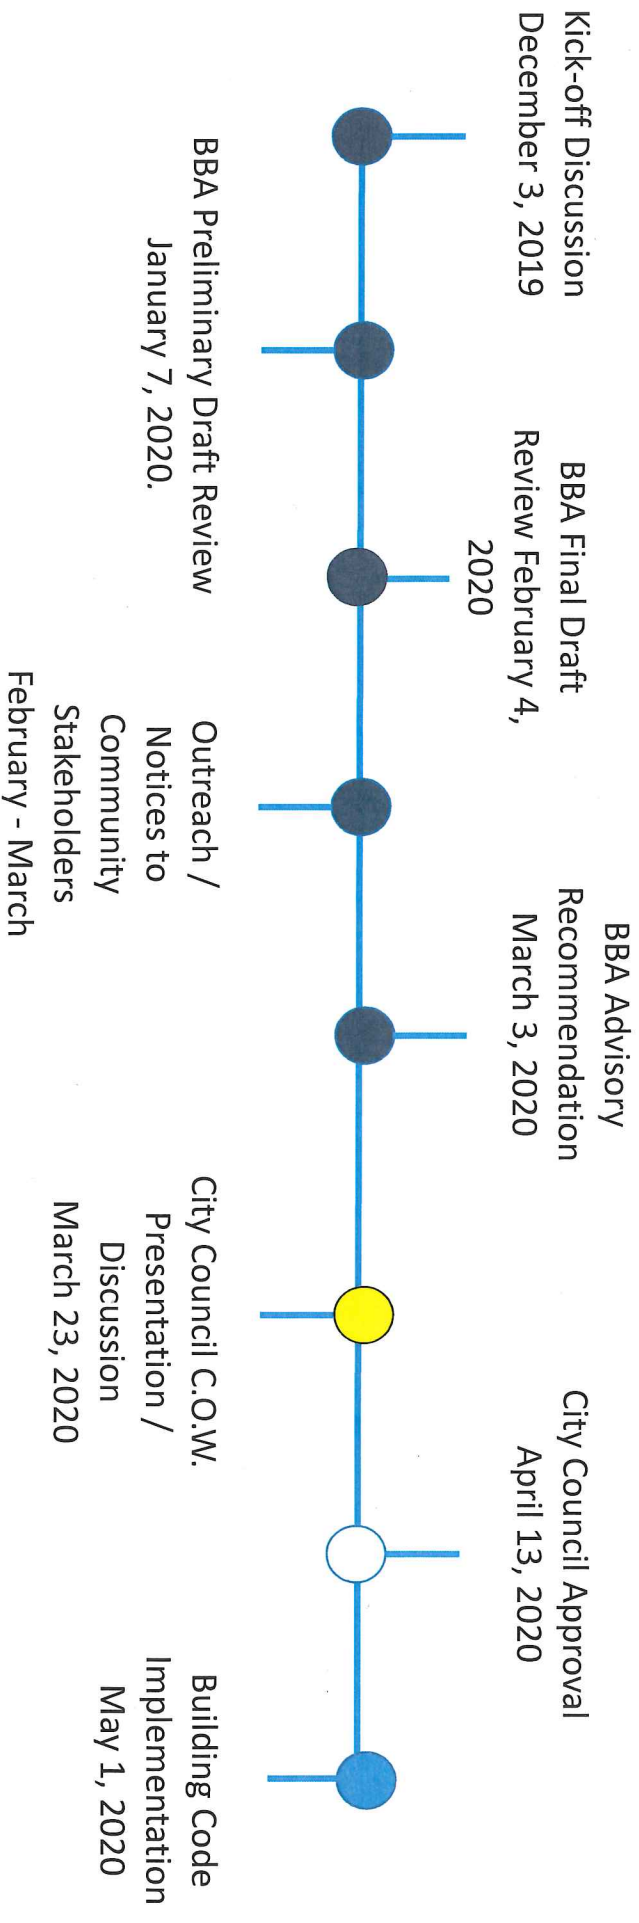 Kick-off Discussion
December 3, 2019
BBA Preliminary Draft Review
January 7, 2020.
BBA Final Draft
Review February 4,
2020
Outreach /
Notices to
Community
Stakeholders
February - March
BBA Advisory
Recommendation
March 3, 2020
City Council C.O.W.
Presentation /
Discussion
March 23, 2020
City Council Approval
April 13, 2020
Building Code
Implementation
May 1, 2020